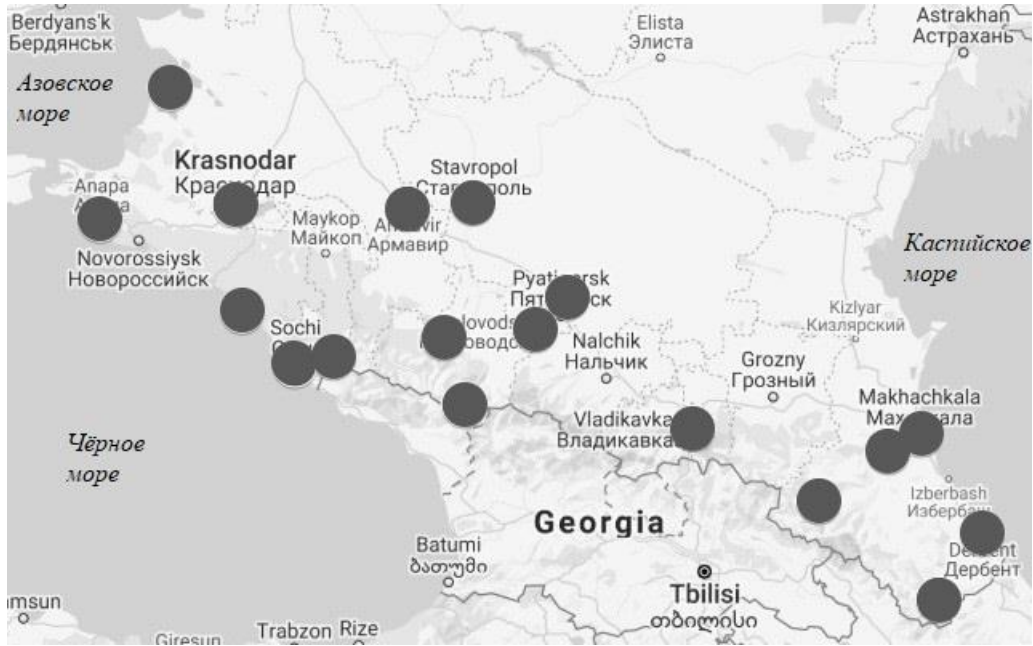 Berdyans'k
Бердянськ
Elista
Элиста
Astrakhan
Астрахань
Азовское
море
Krasnodar
Stavropol
Anapa
Maykop
Майкоп
Армавир
Novorossiysk
Новороссийск
Каспийское
море
Kizlyar
Кизлярский
Sochi
Nalchik
Нальчик
Grozny
Грозный
Makhachkala
Чёрное
море
Georgia
Izberbash
Batumi
ბათუმი
Дербент
Tbilisi
თბილისი
Trabzon
Rize
Giresun